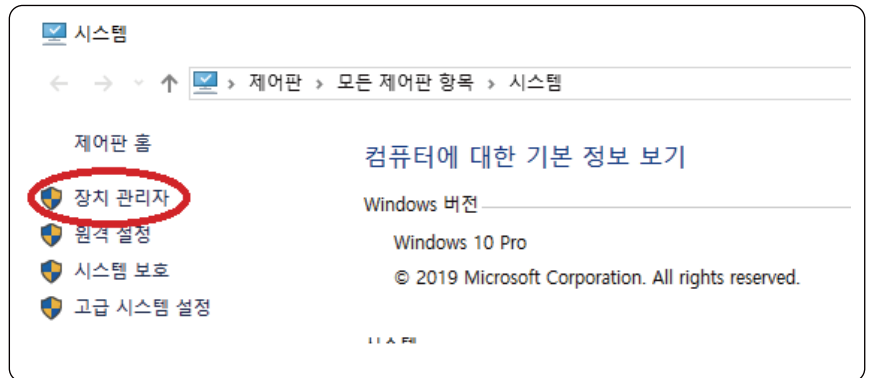 시스템
제어판 › 모든 제어판 항목 › 시스템
제어판 홈
장치 관리자
원격 설정
시스템 보호
고급 시스템 설정
컴퓨터에 대한 기본 정보 보기
Windows 버전
Windows 10 Pro
© 2019 Microsoft Corporation. All rights reserved.